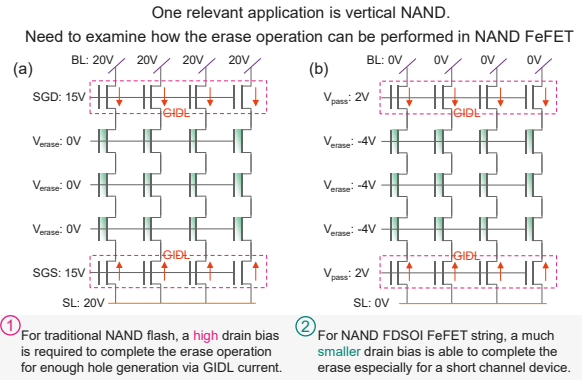 One relevant application is vertical NAND.
Need to examine how the erase operation can be performed in NAND FeFET
(a)
BL: 20V 20V 20V 20V
SGD: 15V
GIDL
Verase: 0V
Verase: 0V
Verase: 0V
GIDL
SGS: 15V
SL: 20V
(b)
BL: 0V 0V 0V 0V
Vpass: 2V
GIDL
Verase: -4V
Verase: -4V
Verase: -4V
GIDL
Vpass: 2V
SL: 0V
1
For traditional NAND flash, a high drain bias
is required to complete the erase operation
for enough hole generation via GIDL current.
2
For NAND FDSOI FeFET string, a much
smaller drain bias is able to complete the
erase especially for a short channel device.